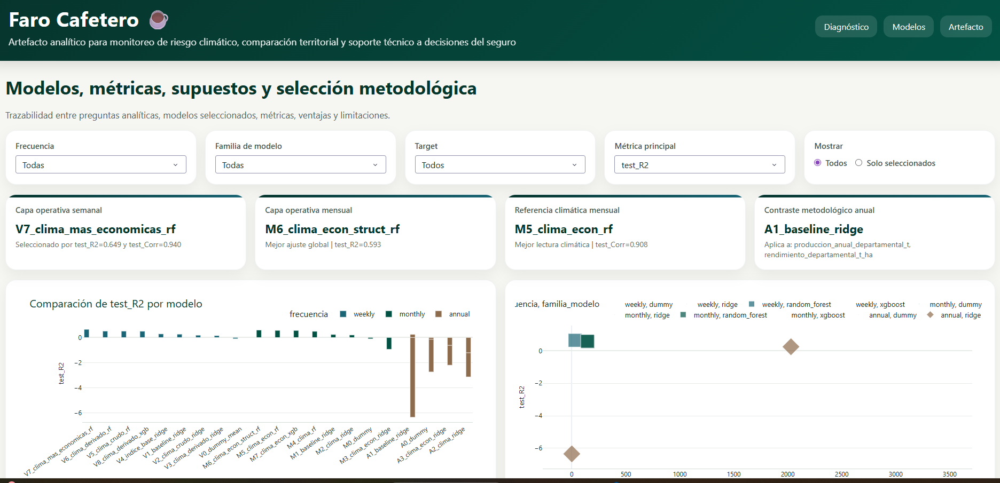 Faro Cafetero
Artefacto analítico para monitoreo de riesgo climático, comparación territorial y soporte técnico a decisiones del seguro
Diagnóstico
Modelos
Artefacto
Modelos, métricas, supuestos y selección metodológica
Trazabilidad entre preguntas analíticas, modelos seleccionados, métricas, ventajas y limitaciones.
Frecuencia
Todas
Familia de modelo
Todas
Target
Todos
Métrica principal
test_R2
Mostrar
Todos
Solo seleccionados
Capa operativa semanal
V7_clima_mas_economicas_rf
Seleccionado por test_R2=0.649 y test_Corr=0.940
Capa operativa mensual
M6_clima_econ_struct_rf
Mejor ajuste global | test_R2=0.593
Referencia climática mensual
M5_clima_econ_rf
Mejor lectura climática | test_Corr=0.908
Contraste metodológico anual
A1_baseline_ridge
Aplica a: produccion_anual_departamental_t,
rendimiento_departamental_t_ha
Comparación de test_R2 por modelo
frecuencia
weekly
monthly
annual
0
−2
−4
−6
test_R2
V7_clima_mas_economicas_rf
V6_clima_derivado_rf
V5_clima_crudo_rf
V8_clima_derivado_xgb
V4_indice_base_ridge
V1_baseline_ridge
V2_clima_crudo_ridge
V3_clima_derivado_ridge
V0_dummy_mean
M6_clima_econ_struct_rf
M5_clima_econ_rf
M7_clima_econ_xgb
M4_clima_rf
M1_baseline_ridge
M2_clima_ridge
M0_dummy
M3_clima_econ_ridge
A1_baseline_ridge
A0_dummy
A3_clima_econ_ridge
A2_clima_ridge
uencia, familia_modelo
weekly, dummy
weekly, ridge
weekly, random_forest
weekly, xgboost
monthly, dummy
monthly, ridge
monthly, random_forest
monthly, xgboost
annual, dummy
annual, ridge
0
−2
−4
−6
test_R2
0
500
1000
1500
2000
2500
3000
3500